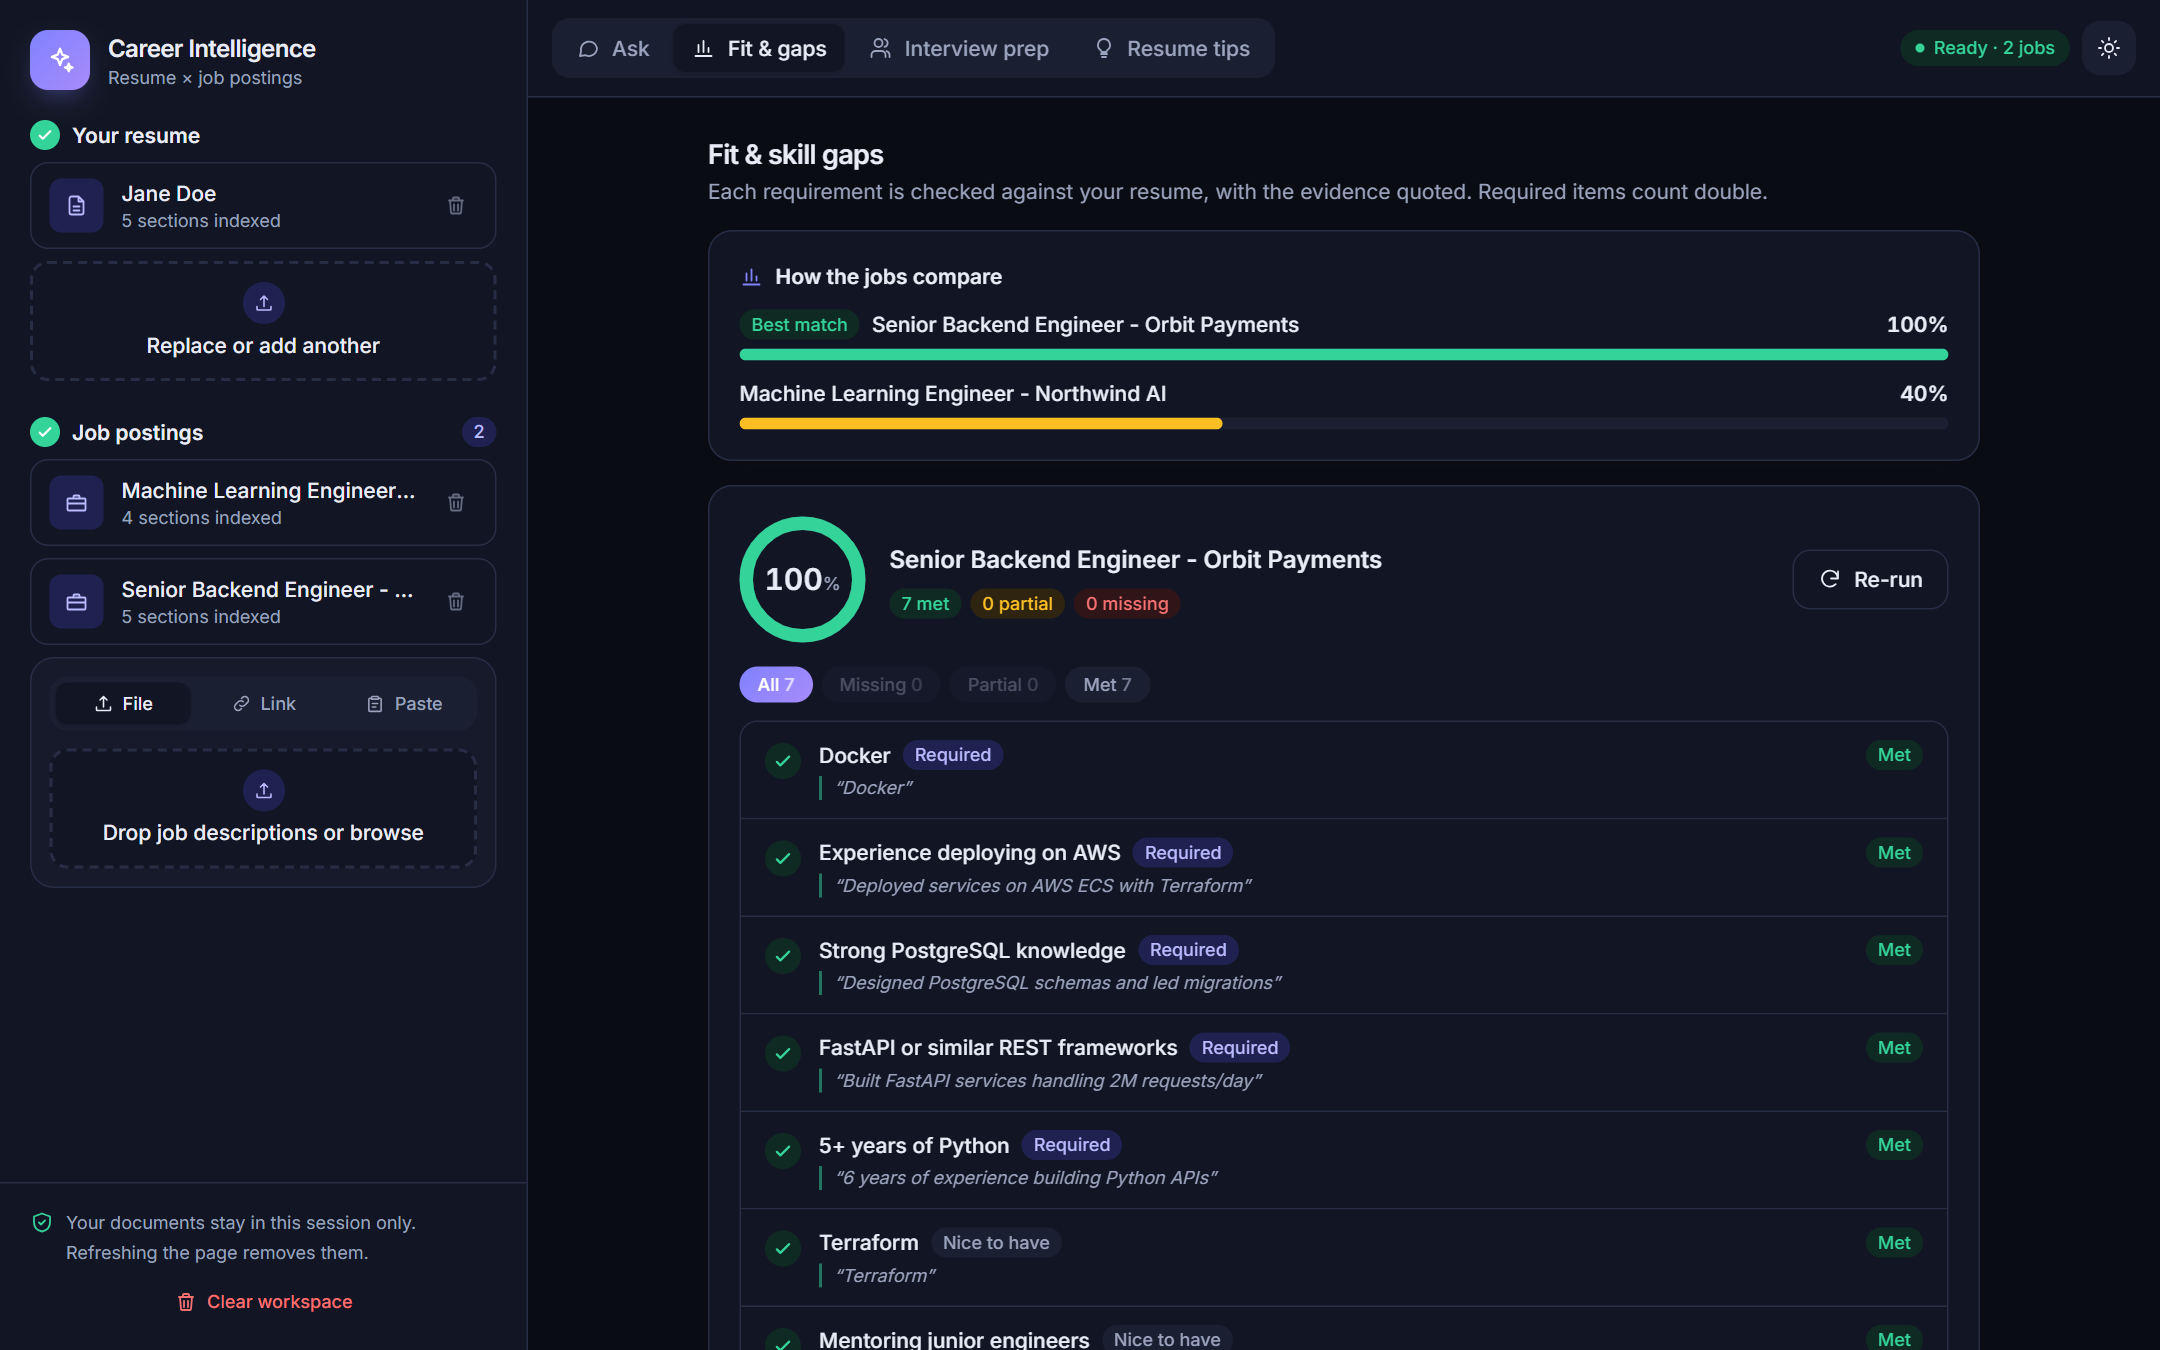 Career Intelligence
Resume × job postings
Your resume
Jane Doe
5 sections indexed
Replace or add another
Job postings
2
Machine Learning Engineer...
4 sections indexed
Senior Backend Engineer - ...
5 sections indexed
File
Link
Paste
Drop job descriptions or browse
Your documents stay in this session only.
Refreshing the page removes them.
Clear workspace
Ask
Fit & gaps
Interview prep
Resume tips
Ready · 2 jobs
Fit & skill gaps
Each requirement is checked against your resume, with the evidence quoted. Required items count double.
How the jobs compare
Best match Senior Backend Engineer - Orbit Payments 100%
Machine Learning Engineer - Northwind AI 40%
100%
Senior Backend Engineer - Orbit Payments
7 met 0 partial 0 missing
Re-run
All 7 Missing 0 Partial 0 Met 7
Docker Required Met
“Docker”
Experience deploying on AWS Required Met
“Deployed services on AWS ECS with Terraform”
Strong PostgreSQL knowledge Required Met
“Designed PostgreSQL schemas and led migrations”
FastAPI or similar REST frameworks Required Met
“Built FastAPI services handling 2M requests/day”
5+ years of Python Required Met
“6 years of experience building Python APIs”
Terraform Nice to have Met
“Terraform”
Mentoring junior engineers Nice to have Met